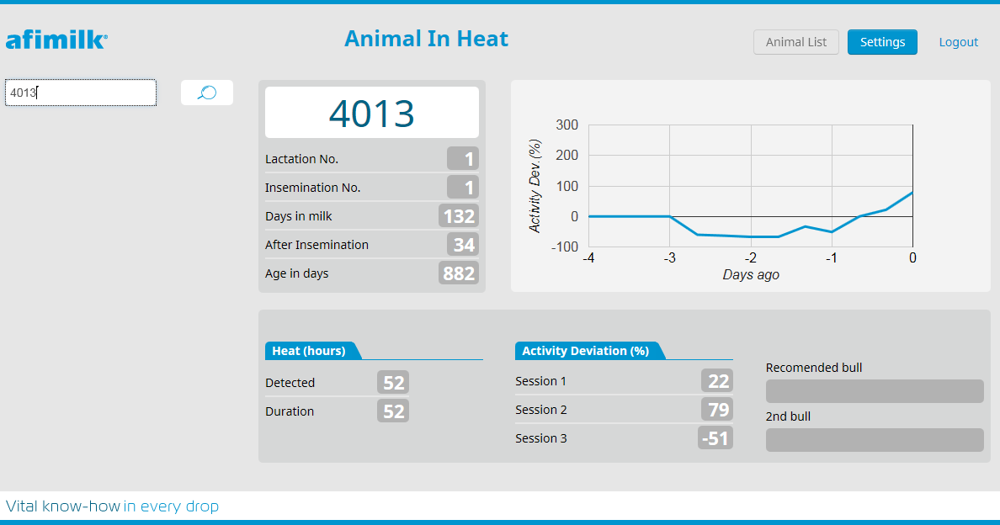 afimilk®
Animal In Heat
Animal List
Settings
Logout
4013
4013
Lactation No. 1
Insemination No. 1
Days in milk 132
After Insemination 34
Age in days 882
Activity Dev.(%)
300
200
100
0
-100
-4 -3 -2 -1 0
Days ago
Heat (hours)
Detected 52
Duration 52
Activity Deviation (%)
Session 1 22
Session 2 79
Session 3 -51
Recomended bull
2nd bull
Vital know-how in every drop